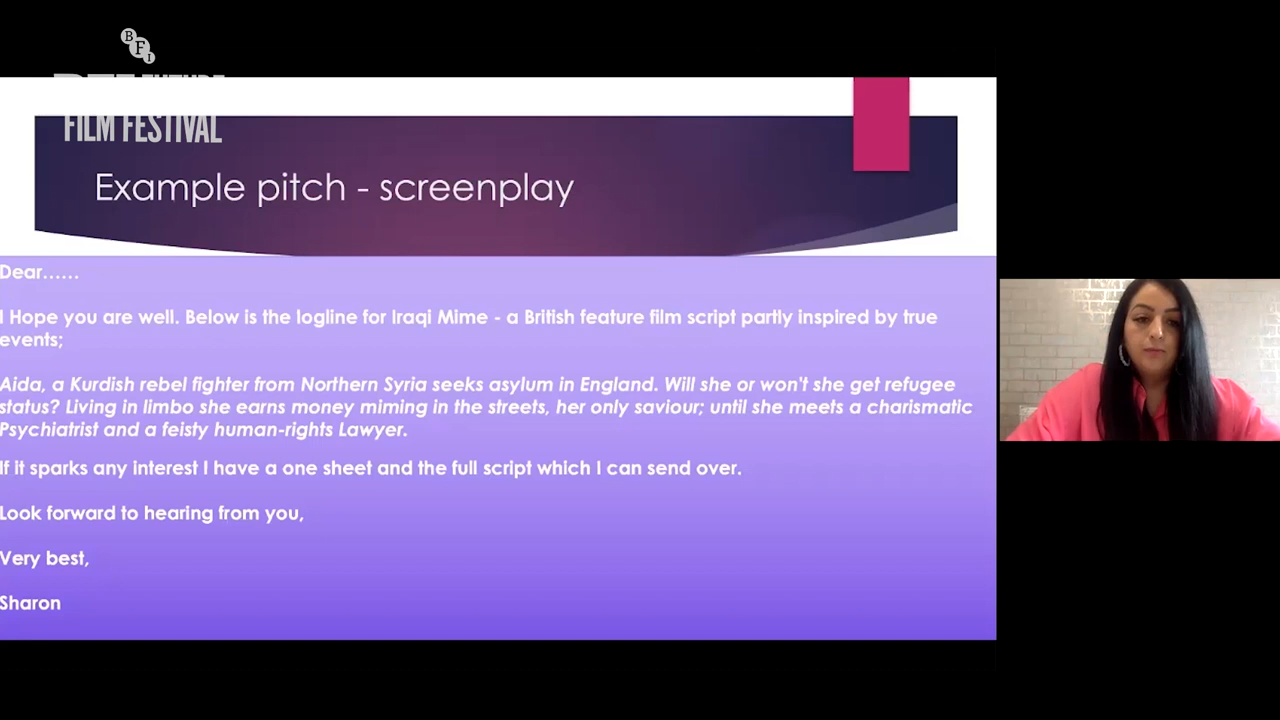 BFI
FUTURE
FILM FESTIVAL
Example pitch - screenplay
Dear......
I Hope you are well. Below is the logline for Iraqi Mime - a British feature film script partly inspired by true
events;
Aida, a Kurdish rebel fighter from Northern Syria seeks asylum in England. Will she or won't she get refugee
status? Living in limbo she earns money miming in the streets, her only saviour; until she meets a charismatic
Psychiatrist and a feisty human-rights Lawyer.
If it sparks any interest I have a one sheet and the full script which I can send over.
Look forward to hearing from you,
Very best,
Sharon